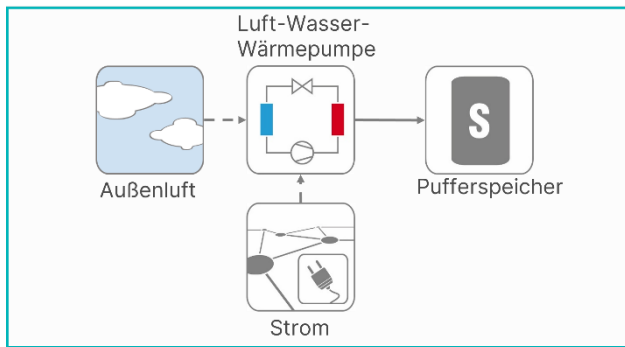 Luft-Wasser-
Wärmepumpe
S
Außenluft
Pufferspeicher
Strom